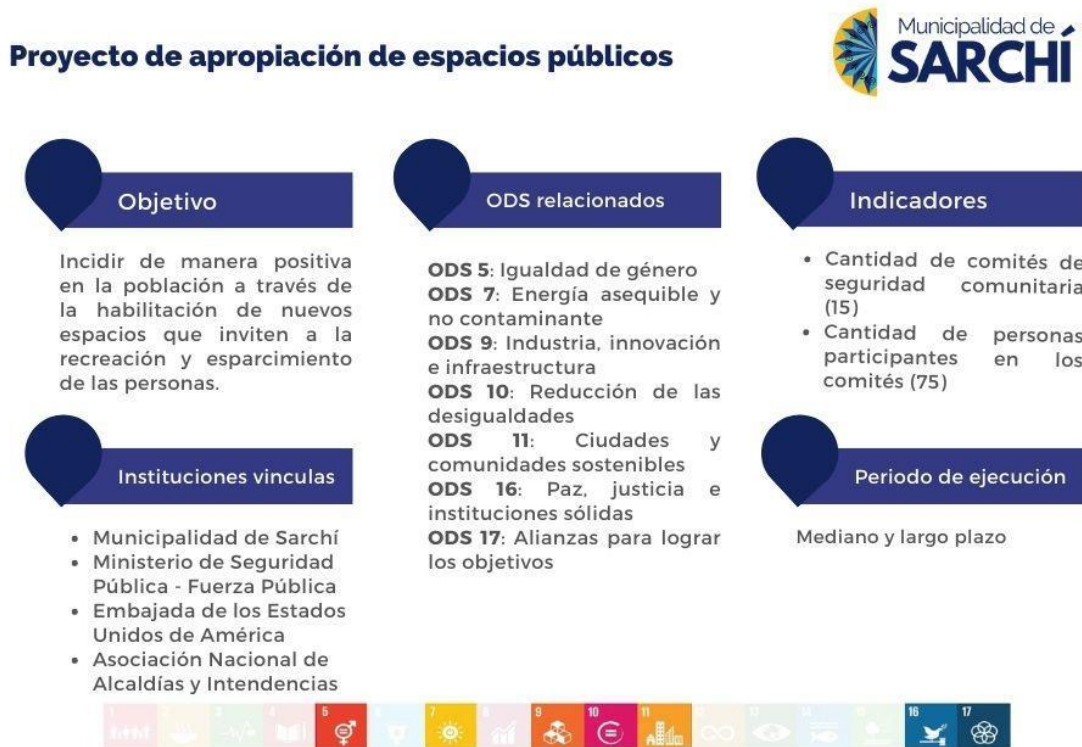 Proyecto de apropiación de espacios públicos
Municipalidad de
SARCHÍ
Objetivo
Incidir de manera positiva
en la población a través de
la habilitación de nuevos
espacios que inviten a la
recreación y esparcimiento
de las personas.
Instituciones vinculas
• Municipalidad de Sarchí
• Ministerio de Seguridad
Pública - Fuerza Pública
• Embajada de los Estados
Unidos de América
• Asociación Nacional de
Alcaldías y Intendencias
ODS relacionados
ODS 5: Igualdad de género
ODS 7: Energía asequible y
no contaminante
ODS 9: Industria, innovación
e infraestructura
ODS 10: Reducción de las
desigualdades
ODS 11: Ciudades y
comunidades sostenibles
ODS 16: Paz, justicia e
instituciones sólidas
ODS 17: Alianzas para lograr
los objetivos
Indicadores
• Cantidad de comités de
seguridad comunitaria
(15)
• Cantidad de personas
participantes en los
comités (75)
Periodo de ejecución
Mediano y largo plazo
5 7 9 10 11 16 17